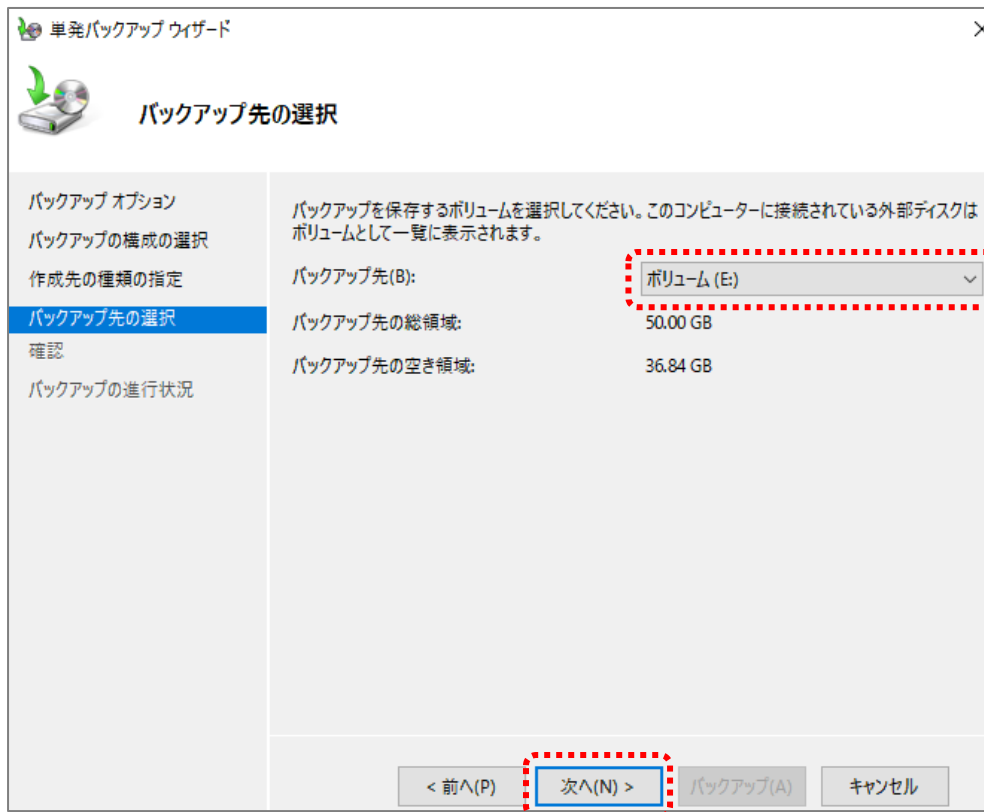 単発バックアップ ウィザード
バックアップ先の選択
バックアップ オプション
バックアップの構成の選択
作成先の種類の指定
バックアップ先の選択
確認
バックアップの進行状況
バックアップを保存するボリュームを選択してください。このコンピューターに接続されている外部ディスクは
ボリュームとして一覧に表示されます。
バックアップ先(B):
ボリューム (E:)
バックアップ先の総領域:
50.00 GB
バックアップ先の空き領域:
36.84 GB
< 前へ(P)
次へ(N) >
バックアップ(A)
キャンセル